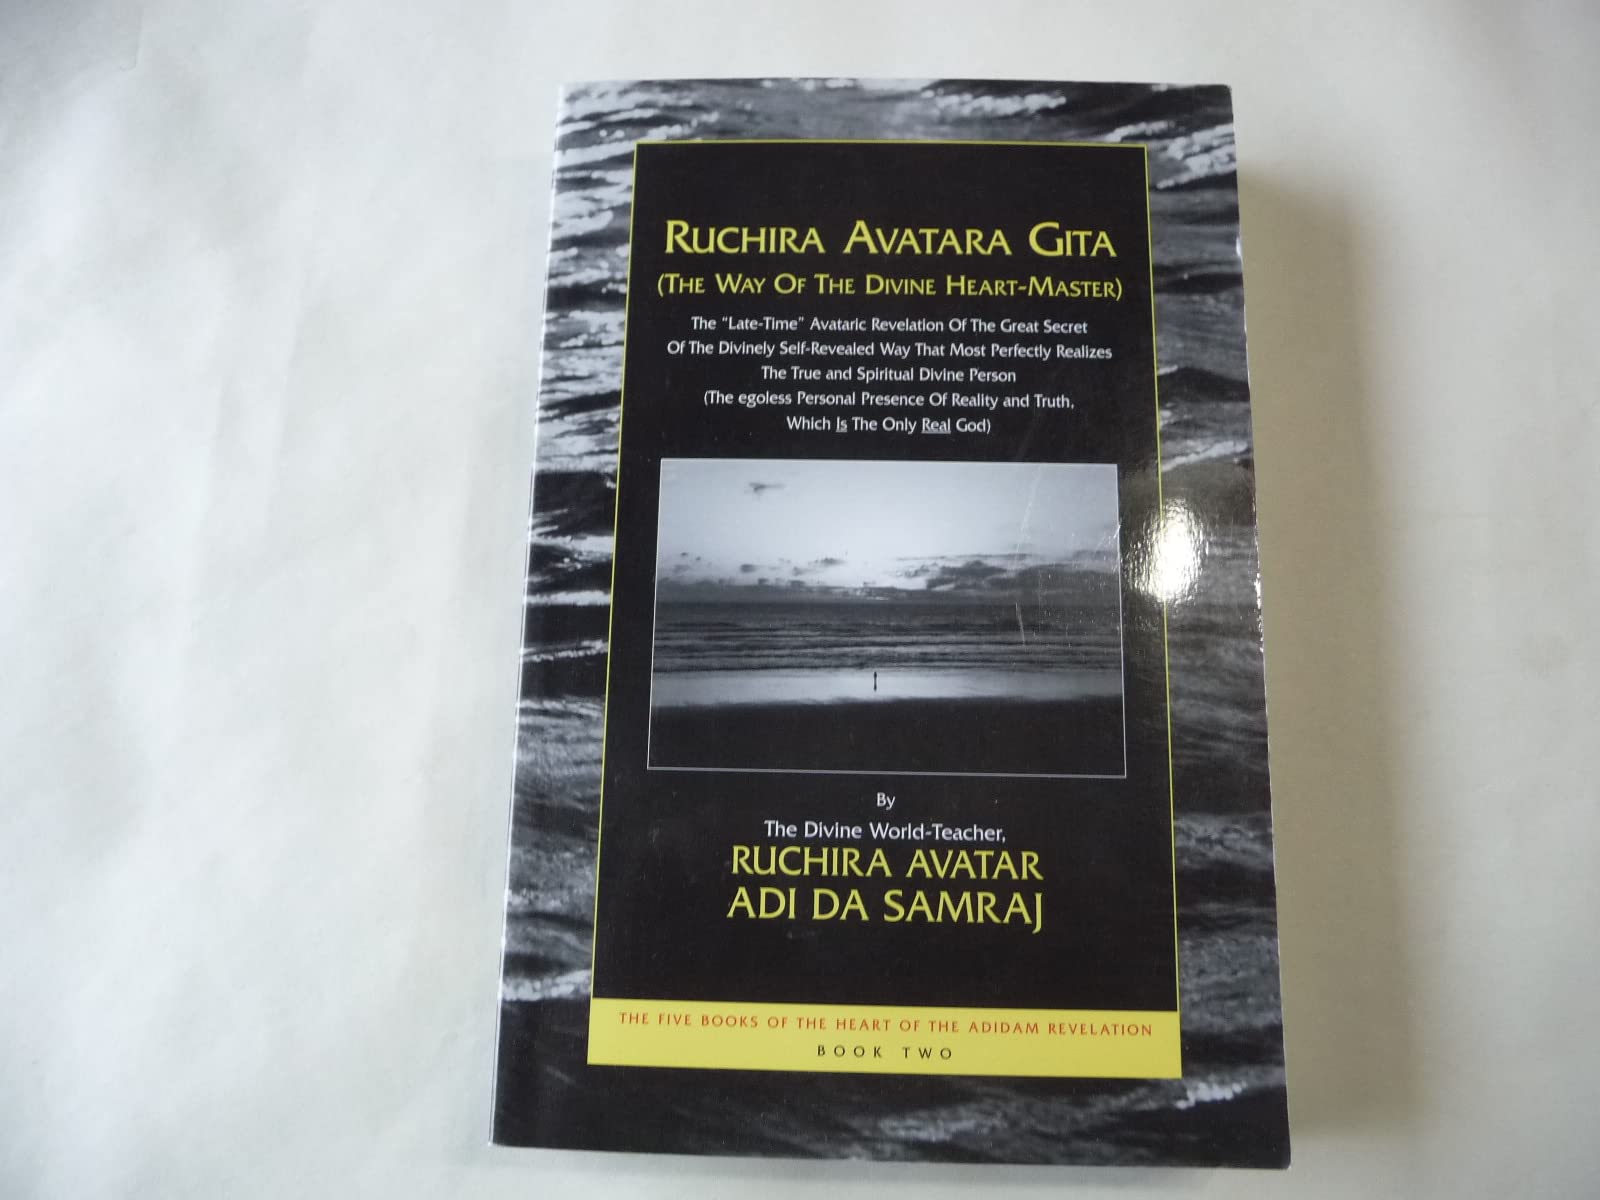 RUCHIRA AVATARA GITA
(THE WAY OF THE DIVINE HEART-MASTER)
The "Late-Time" Avataric Revelation Of The Great Secret
Of The Divinely Self-Revealed Way That Most Perfectly Realizes
The True and Spiritual Divine Person
(The egoless Personal Presence Of Reality and Truth,
Which Is The Only Real God)
By
The Divine World-Teacher,
RUCHIRA AVATAR
ADI DA SAMRAJ
THE FIVE BOOKS OF THE HEART OF THE ADIDAM REVELATION
BOOK TWO